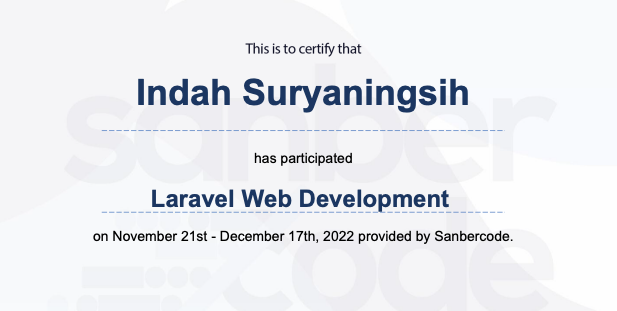 This is to certify that
Indah Suryaningsih
has participated
Laravel Web Development
on November 21st - December 17th, 2022 provided by Sanbercode.
sanber
code